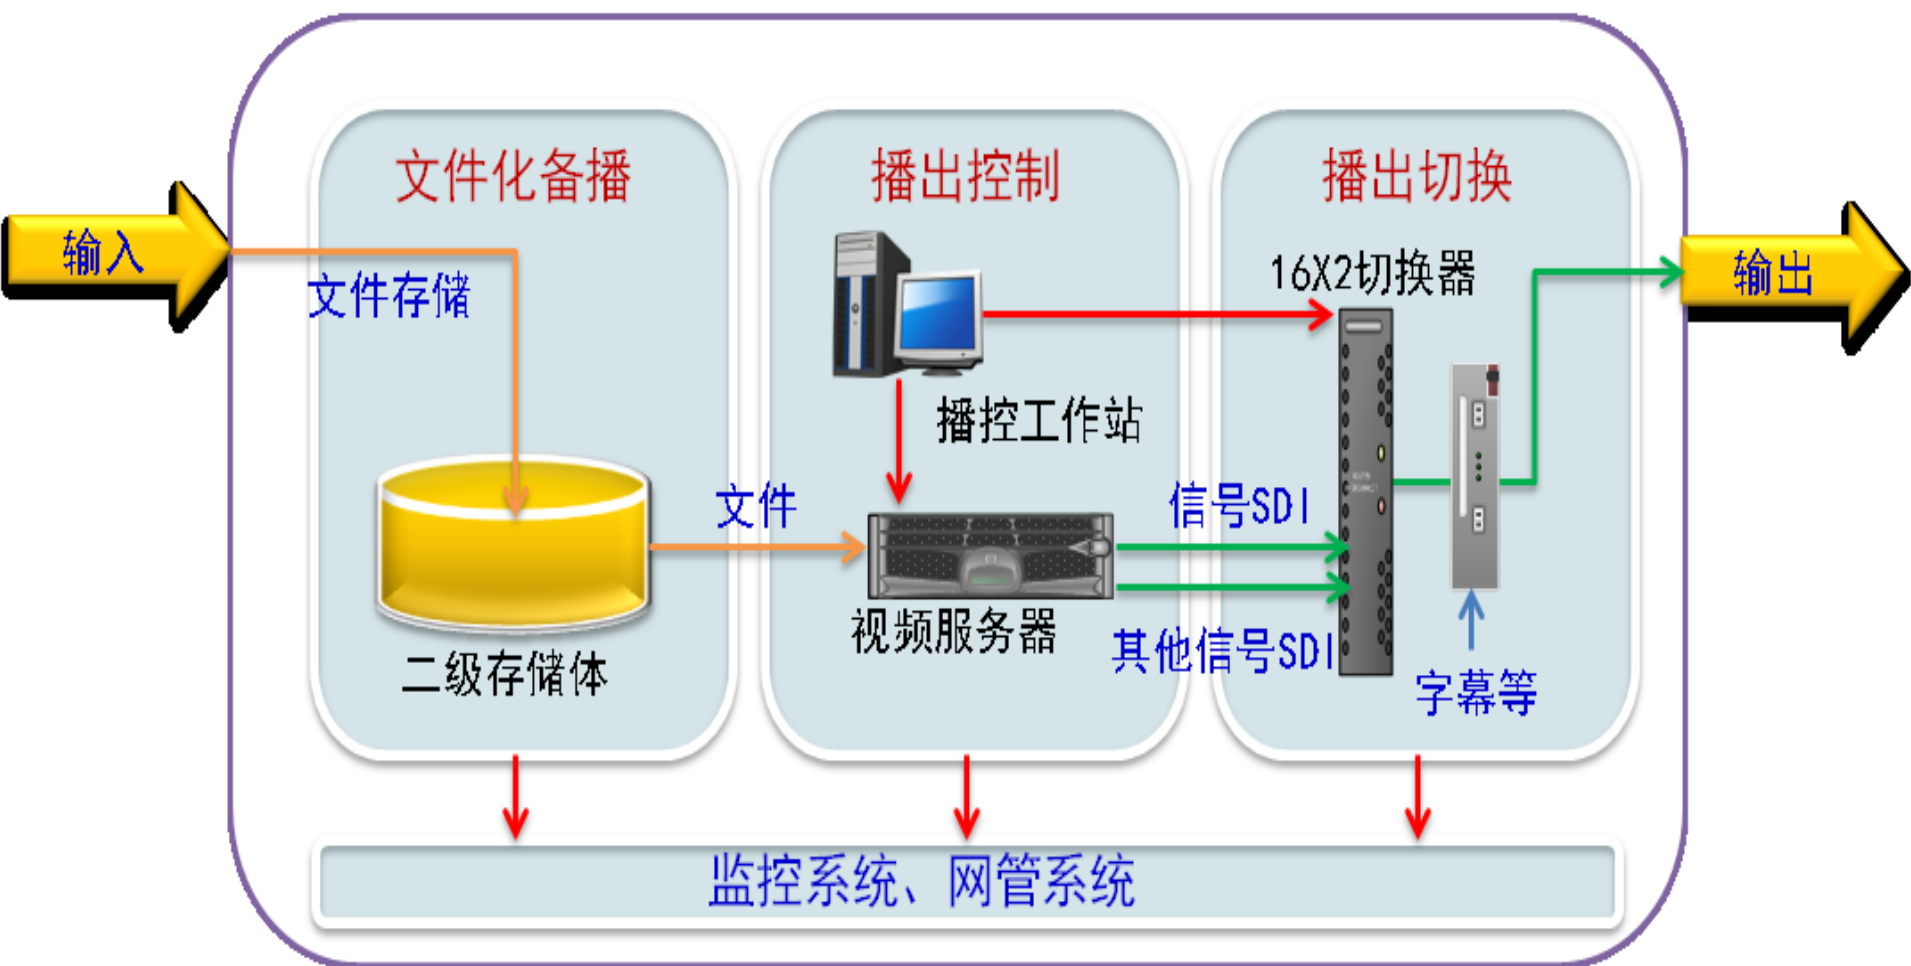 文件化备播
播出控制
播出切换
输入
文件存储
16X2切换器
输出
播控工作站
文件
信号SDI
视频服务器
其他信号SDI
二级存储体
字幕等
监控系统、网管系统